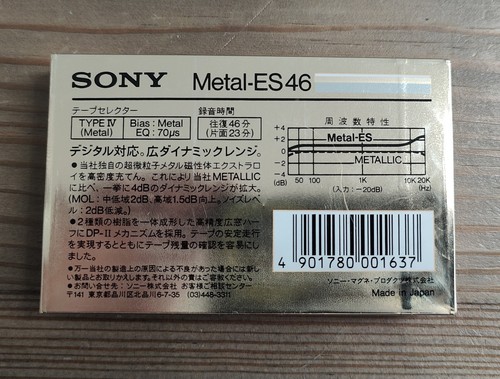 SONY Metal-ES 46
テープセレクター 録音時間
TYPE IV (Metal) Bias : Metal EQ : 70μs 往復46分 (片面23分)
デジタル対応。広ダイナミックレンジ。
● 当社独自の超微粒子メタル磁性体エクストロイ
を高密度充てん。これにより当社METALLIC
に比べ、一挙に4dBのダイナミックレンジが拡大。
(MOL:中低域2dB、高域1.5dB向上。ノイズレベ
ル:2dB低減。)
● 2種類の樹脂を一体成形した高精度広窓ハー
フにDP-IIメカニズムを採用。テープの安定走行
を実現するとともにテープ残量の確認を容易にし
ました。
● 万一当社の製造上の原因による不良があった場合には新し
い品とお取りかえします。それ以外の責はご容赦ください。
● お問い合せ先:ソニー株式会社 お客様ご相談センター
〒141 東京都品川区北品川6-7-35 (03)448-3311
周波数特性
+4
+2
0
-2
-4
(dB)
Metal-ES
METALLIC
50 100 1K 10K 20K
(入力:-20dB) (Hz)
4 901780 001637
ソニー・マグネ・プロダクツ株式会社
Made in Japan